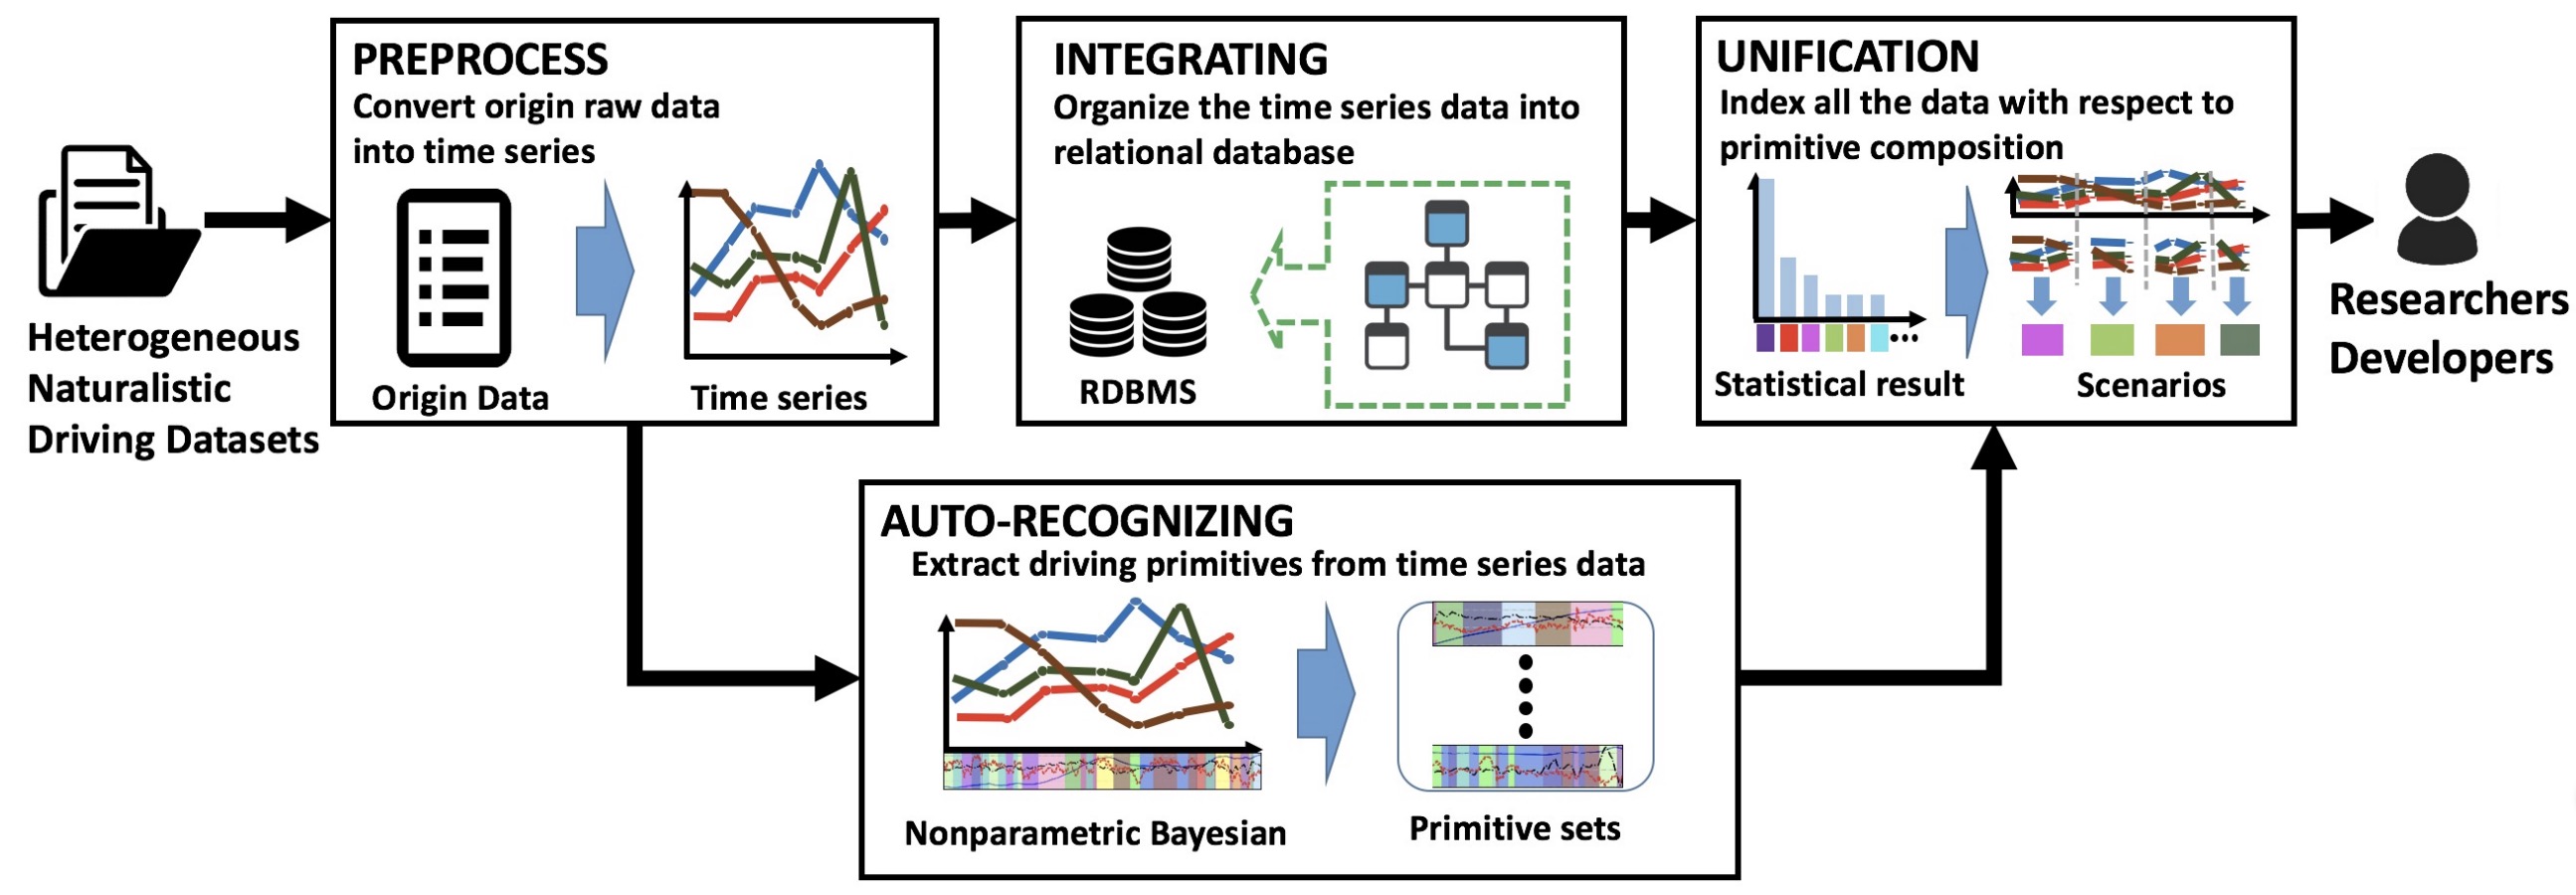 Heterogeneous
Naturalistic
Driving Datasets
PREPROCESS
Convert origin raw data
into time series
Origin Data
Time series
INTEGRATING
Organize the time series data into
relational database
RDBMS
UNIFICATION
Index all the data with respect to
primitive composition
Statistical result
Scenarios
Researchers
Developers
AUTO-RECOGNIZING
Extract driving primitives from time series data
Nonparametric Bayesian
Primitive sets